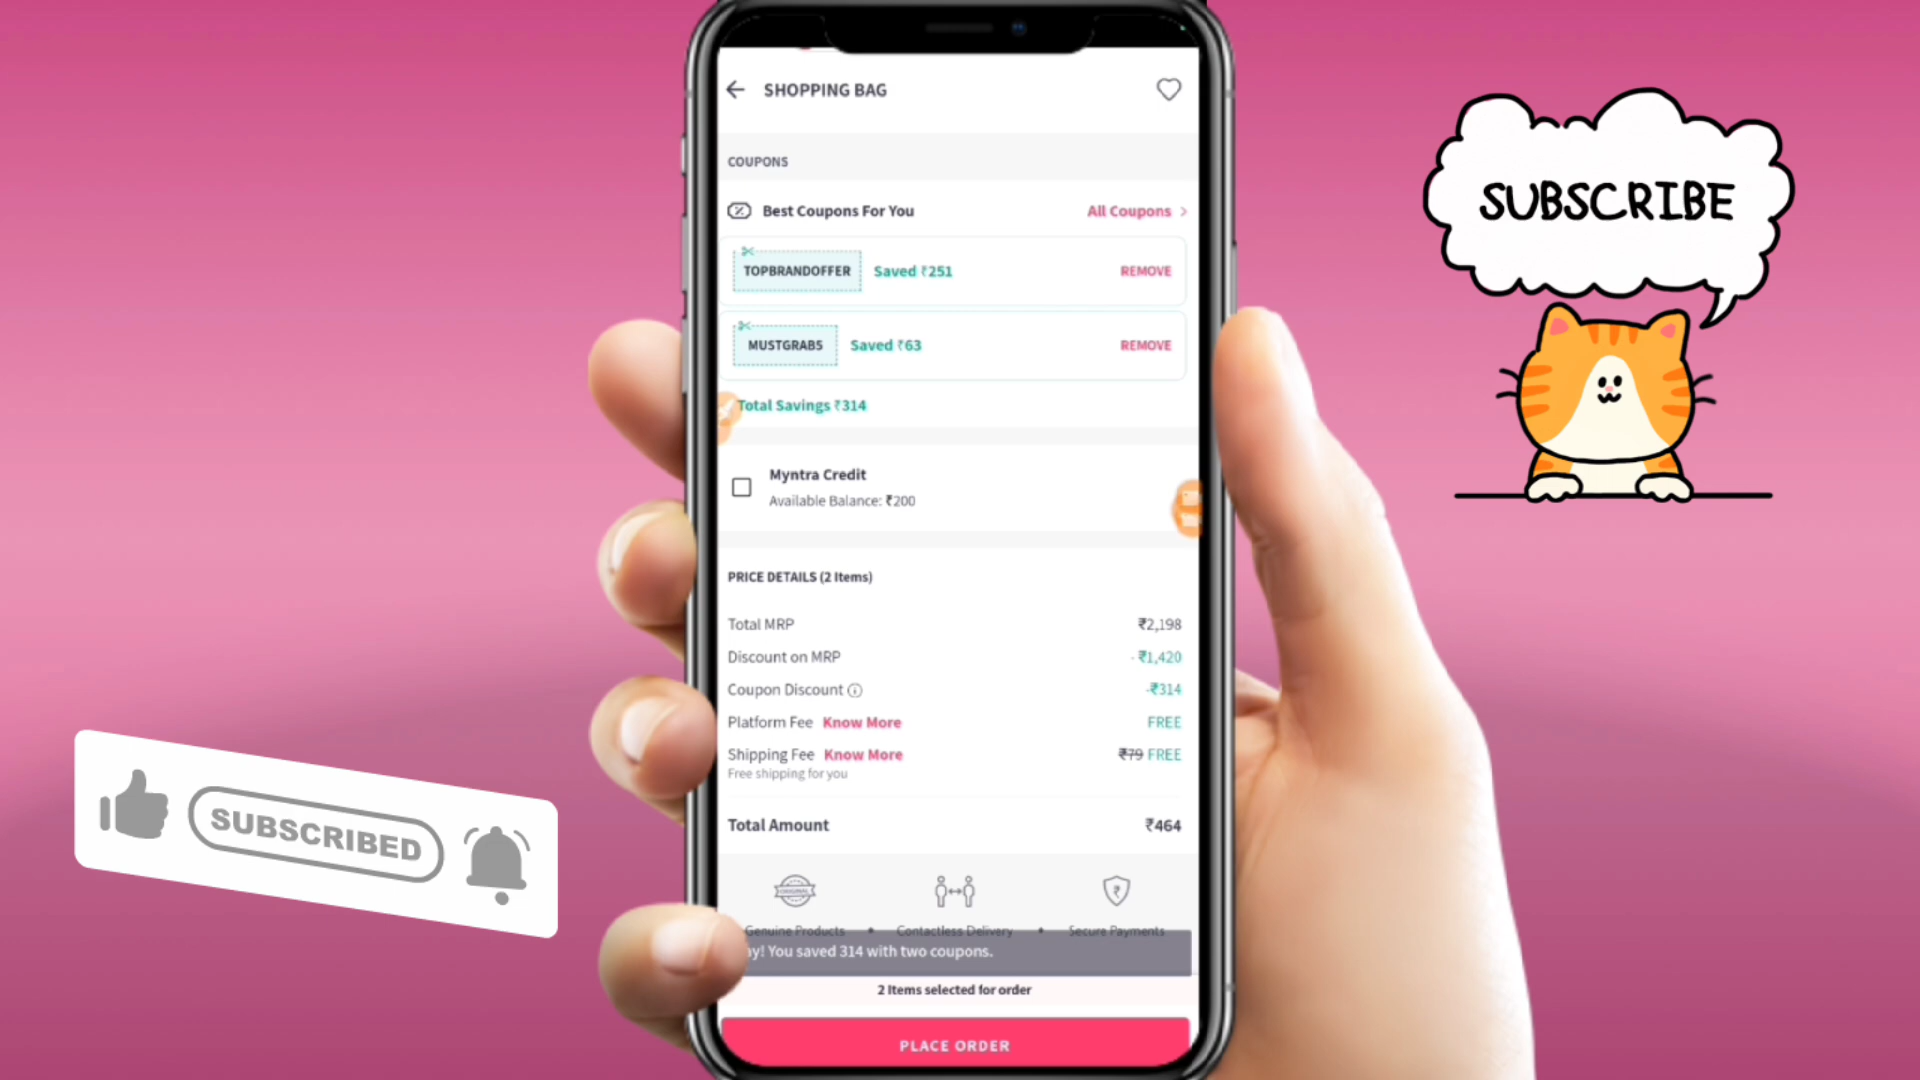 SHOPPING BAG
COUPONS
Best Coupons For You All Coupons >
TOPBRANDOFFER Saved ₹251 REMOVE
MUSTGRABS Saved ₹63 REMOVE
Total Savings ₹314
Myntra Credit
Available Balance: ₹200
PRICE DETAILS (2 Items)
Total MRP ₹2,198
Discount on MRP - ₹1,420
Coupon Discount -₹314
Platform Fee Know More FREE
Shipping Fee Know More ₹79 FREE
Free shipping for you
Total Amount ₹464
ORIGINAL
Genuine Products • Contactless Delivery • Secure Payments
ay! You saved 314 with two coupons.
2 Items selected for order
PLACE ORDER
SUBSCRIBE
SUBSCRIBED